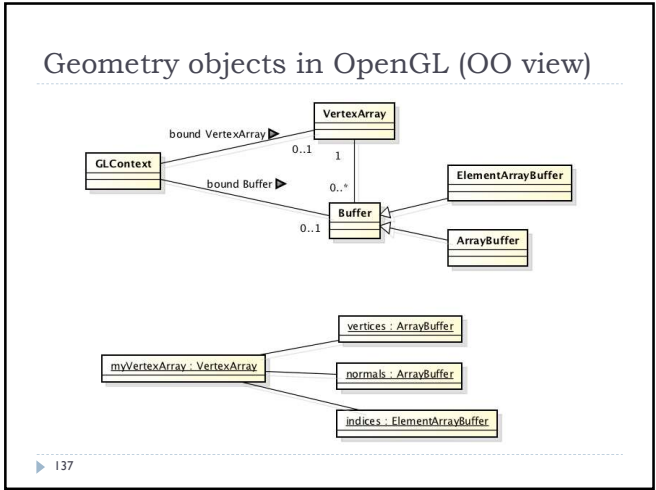 Geometry objects in OpenGL (OO view)
VertexArray
bound VertexArray
0..1
1
GLContext
bound Buffer
0..*
ElementArrayBuffer
Buffer
0..1
ArrayBuffer
vertices : ArrayBuffer
myVertexArray : VertexArray
normals : ArrayBuffer
indices : ElementArrayBuffer
137